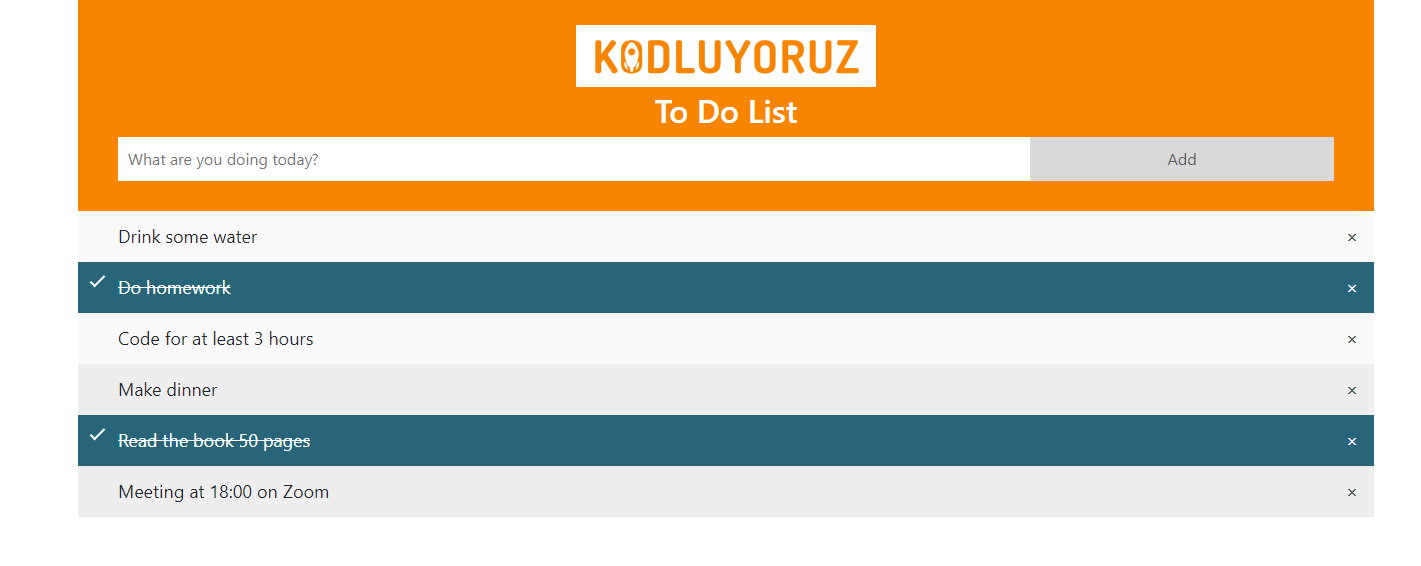 KODLUYORUZ
To Do List
What are you doing today? Add
Drink some water ×
Do homework ×
Code for at least 3 hours ×
Make dinner ×
Read the book 50 pages ×
Meeting at 18:00 on Zoom ×